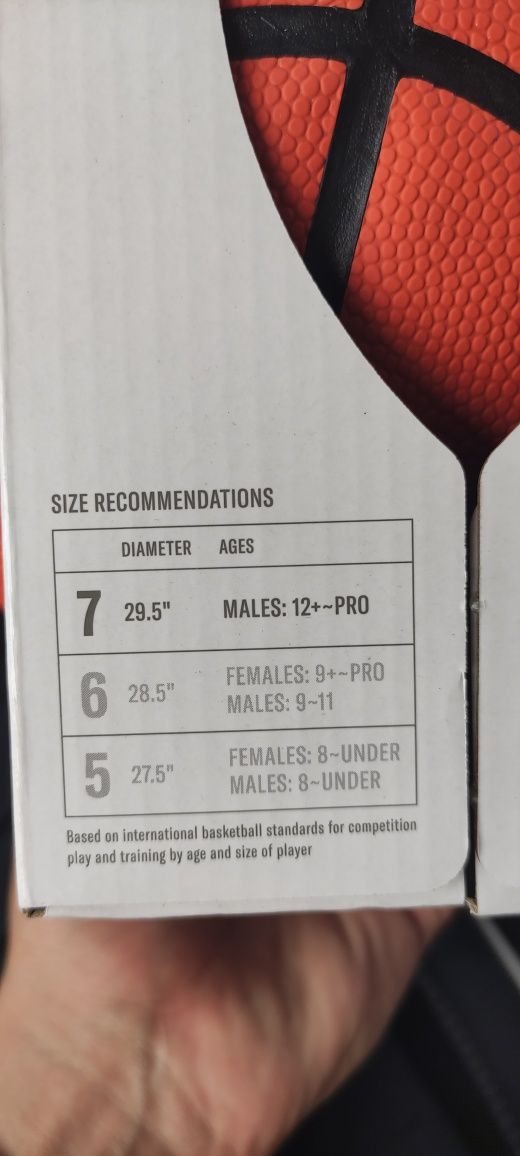 SIZE RECOMMENDATIONS
DIAMETER AGES
7 29.5" MALES: 12+~PRO
6 28.5" FEMALES: 9+~PRO
MALES: 9~11
5 27.5" FEMALES: 8~UNDER
MALES: 8~UNDER
Based on international basketball standards for competition
play and training by age and size of player